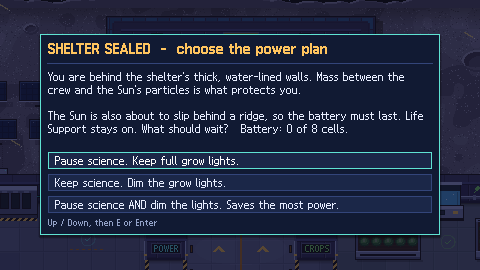 SHELTER SEALED - choose the power plan
You are behind the shelter's thick, water-lined walls. Mass between the
crew and the Sun's particles is what protects you.
The Sun is also about to slip behind a ridge, so the battery must last. Life
Support stays on. What should wait? Battery: 0 of 8 cells.
Pause science. Keep full grow lights.
Keep science. Dim the grow lights.
Pause science AND dim the lights. Saves the most power.
Up / Down, then E or Enter
POWER
CROPS